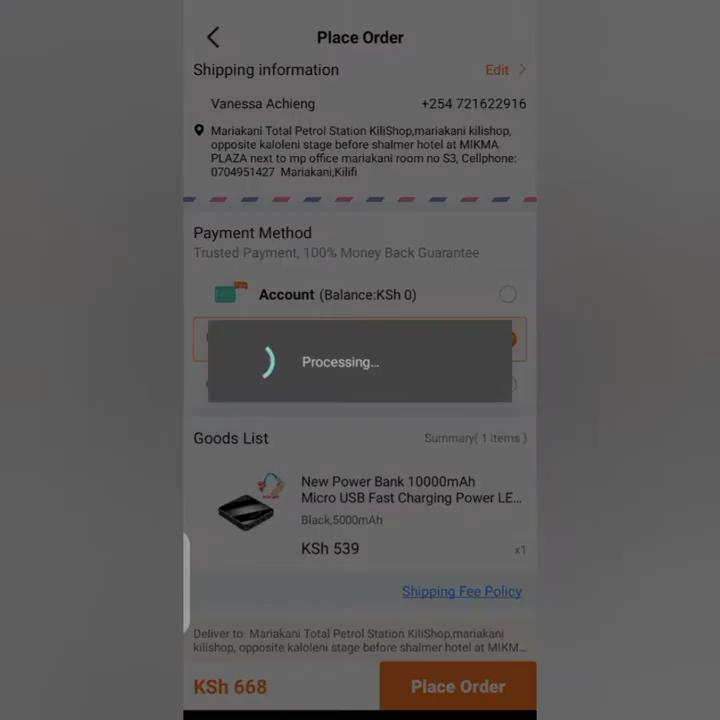 Place Order
Shipping information
Edit
Vanessa Achieng
+254 721622916
Mariakani Total Petrol Station KiliShop,mariakani kilishop,
opposite kaloleni stage before shalmer hotel at MIKMA
PLAZA next to mp office mariakani room no S3, Cellphone:
0704951427 Mariakani,Kilifi
Payment Method
Trusted Payment, 100% Money Back Guarantee
Account (Balance:KSh 0)
Processing...
Goods List
Summary( 1 items )
New Power Bank 10000mAh
Micro USB Fast Charging Power LE...
Black,5000mAh
KSh 539
x1
Shipping Fee Policy
Deliver to: Mariakani Total Petrol Station KiliShop,mariakani
kilishop, opposite kaloleni stage before shalmer hotel at MIKM...
KSh 668
Place Order